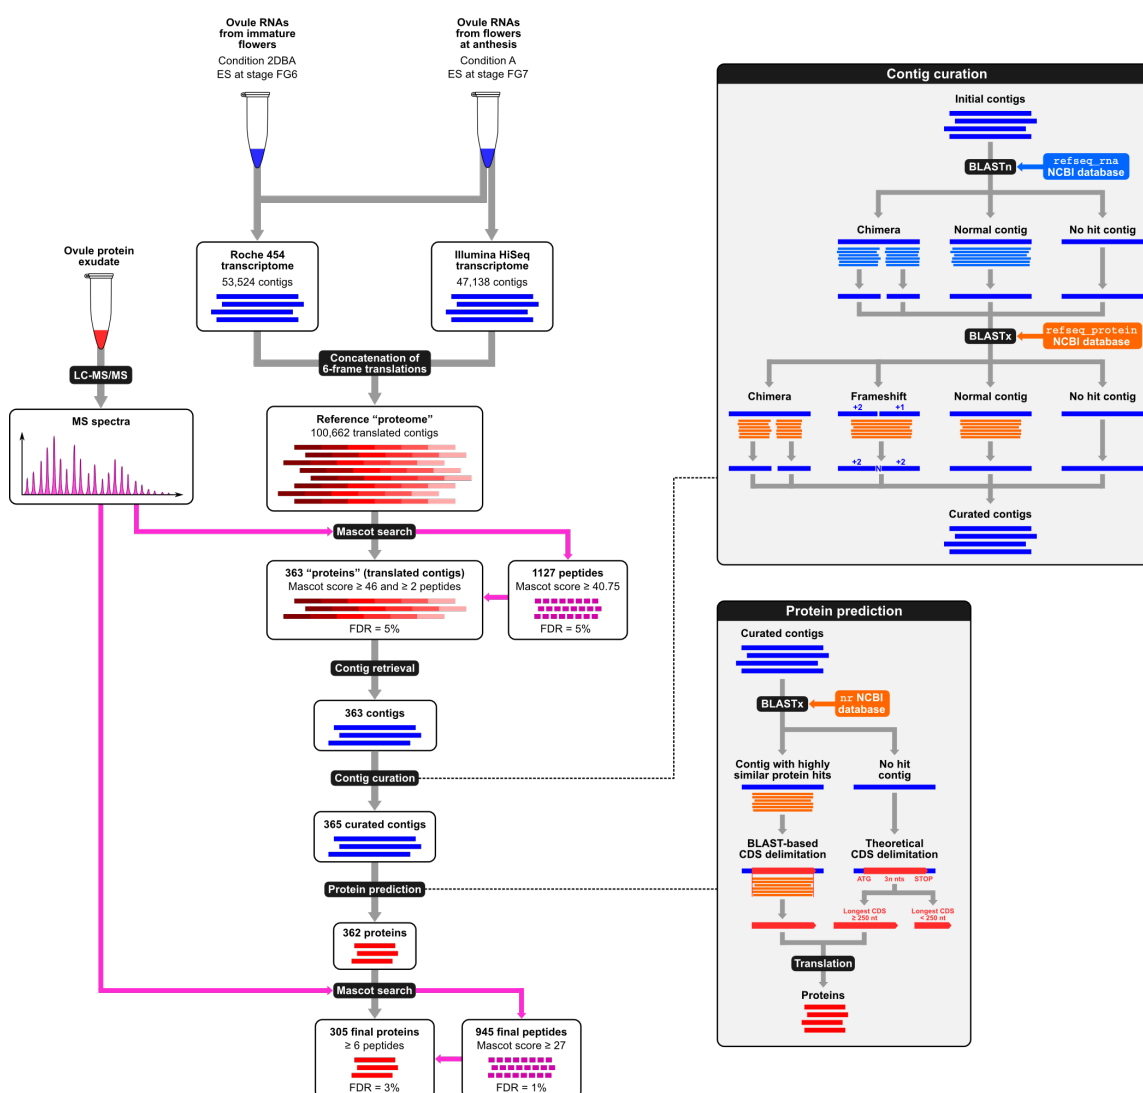 Ovule RNAs
from immature
flowers
Condition 2DBA
ES at stage FG6
Ovule RNAs
from flowers
at anthesis
Condition A
ES at stage FG7
Ovule protein
exudate
LC-MS/MS
MS spectra
Roche 454
transcriptome
53,524 contigs
Illumina HiSeq
transcriptome
47,138 contigs
Concatenation of
6-frame translations
Reference “proteome”
100,662 translated contigs
Mascot search
363 “proteins” (translated contigs)
Mascot score ≥ 46 and ≥ 2 peptides
FDR = 5%
1127 peptides
Mascot score ≥ 40.75
FDR = 5%
Contig retrieval
363 contigs
Contig curation
365 curated contigs
Protein prediction
362 proteins
Mascot search
305 final proteins
≥ 6 peptides
FDR = 3%
945 final peptides
Mascot score ≥ 27
FDR = 1%
Contig curation
Initial contigs
BLASTn
refseq_rna
NCBI database
Chimera
Normal contig
No hit contig
BLASTx
refseq_protein
NCBI database
Chimera
Frameshift
Normal contig
No hit contig
+2 +1
+2 N +2
Curated contigs
Protein prediction
Curated contigs
BLASTx
nr NCBI
database
Contig with highly
similar protein hits
No hit
contig
BLAST-based
CDS delimitation
Theoretical
CDS delimitation
ATG 3n nts STOP
Longest CDS
≥ 250 nt
Longest CDS
< 250 nt
Translation
Proteins